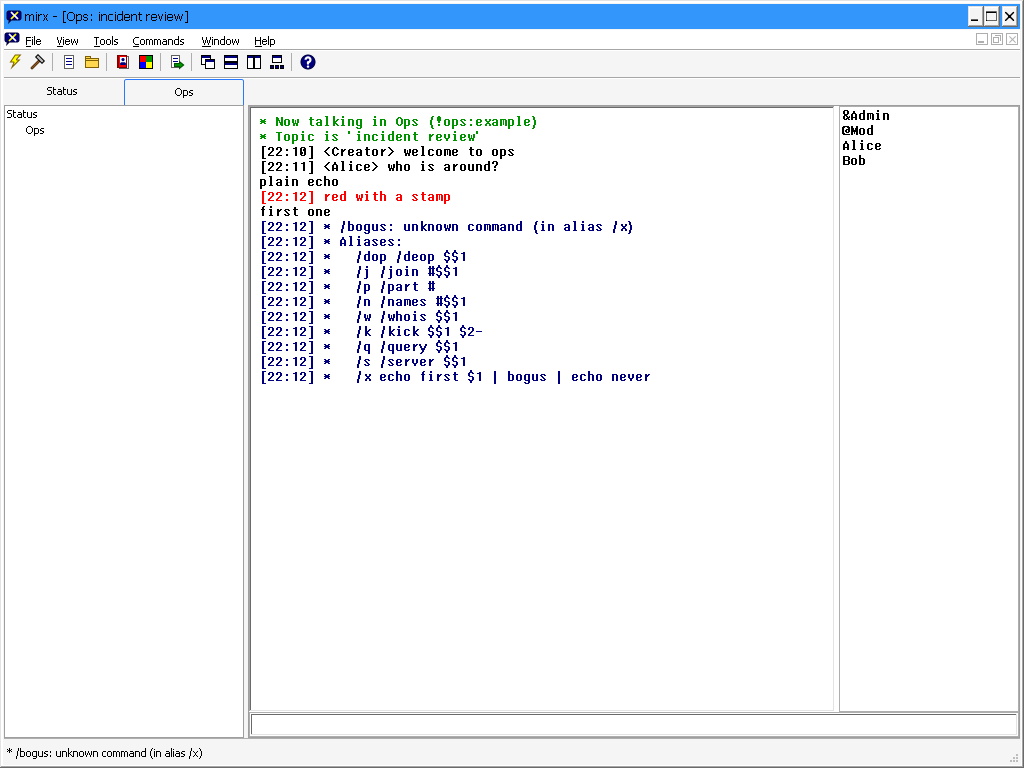 mirx - [Ops: incident review]
File View Tools Commands Window Help
Status Ops
Status
Ops
* Now talking in Ops (!ops:example)
* Topic is 'incident review'
[22:10] <Creator> welcome to ops
[22:11] <Alice> who is around?
plain echo
[22:12] red with a stamp
first one
[22:12] * /bogus: unknown command (in alias /x)
[22:12] * Aliases:
[22:12] *   /dop /deop $$1
[22:12] *   /j /join #$$1
[22:12] *   /p /part #
[22:12] *   /n /names #$$1
[22:12] *   /w /whois $$1
[22:12] *   /k /kick $$1 $2-
[22:12] *   /q /query $$1
[22:12] *   /s /server $$1
[22:12] *   /x echo first $1 | bogus | echo never
&Admin
@Mod
Alice
Bob
* /bogus: unknown command (in alias /x)